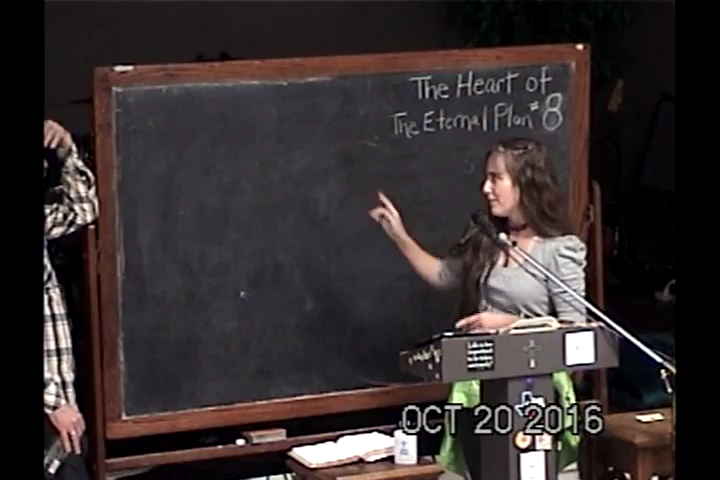 The Heart of
The Eternal Plan #8
OCT 20 2016